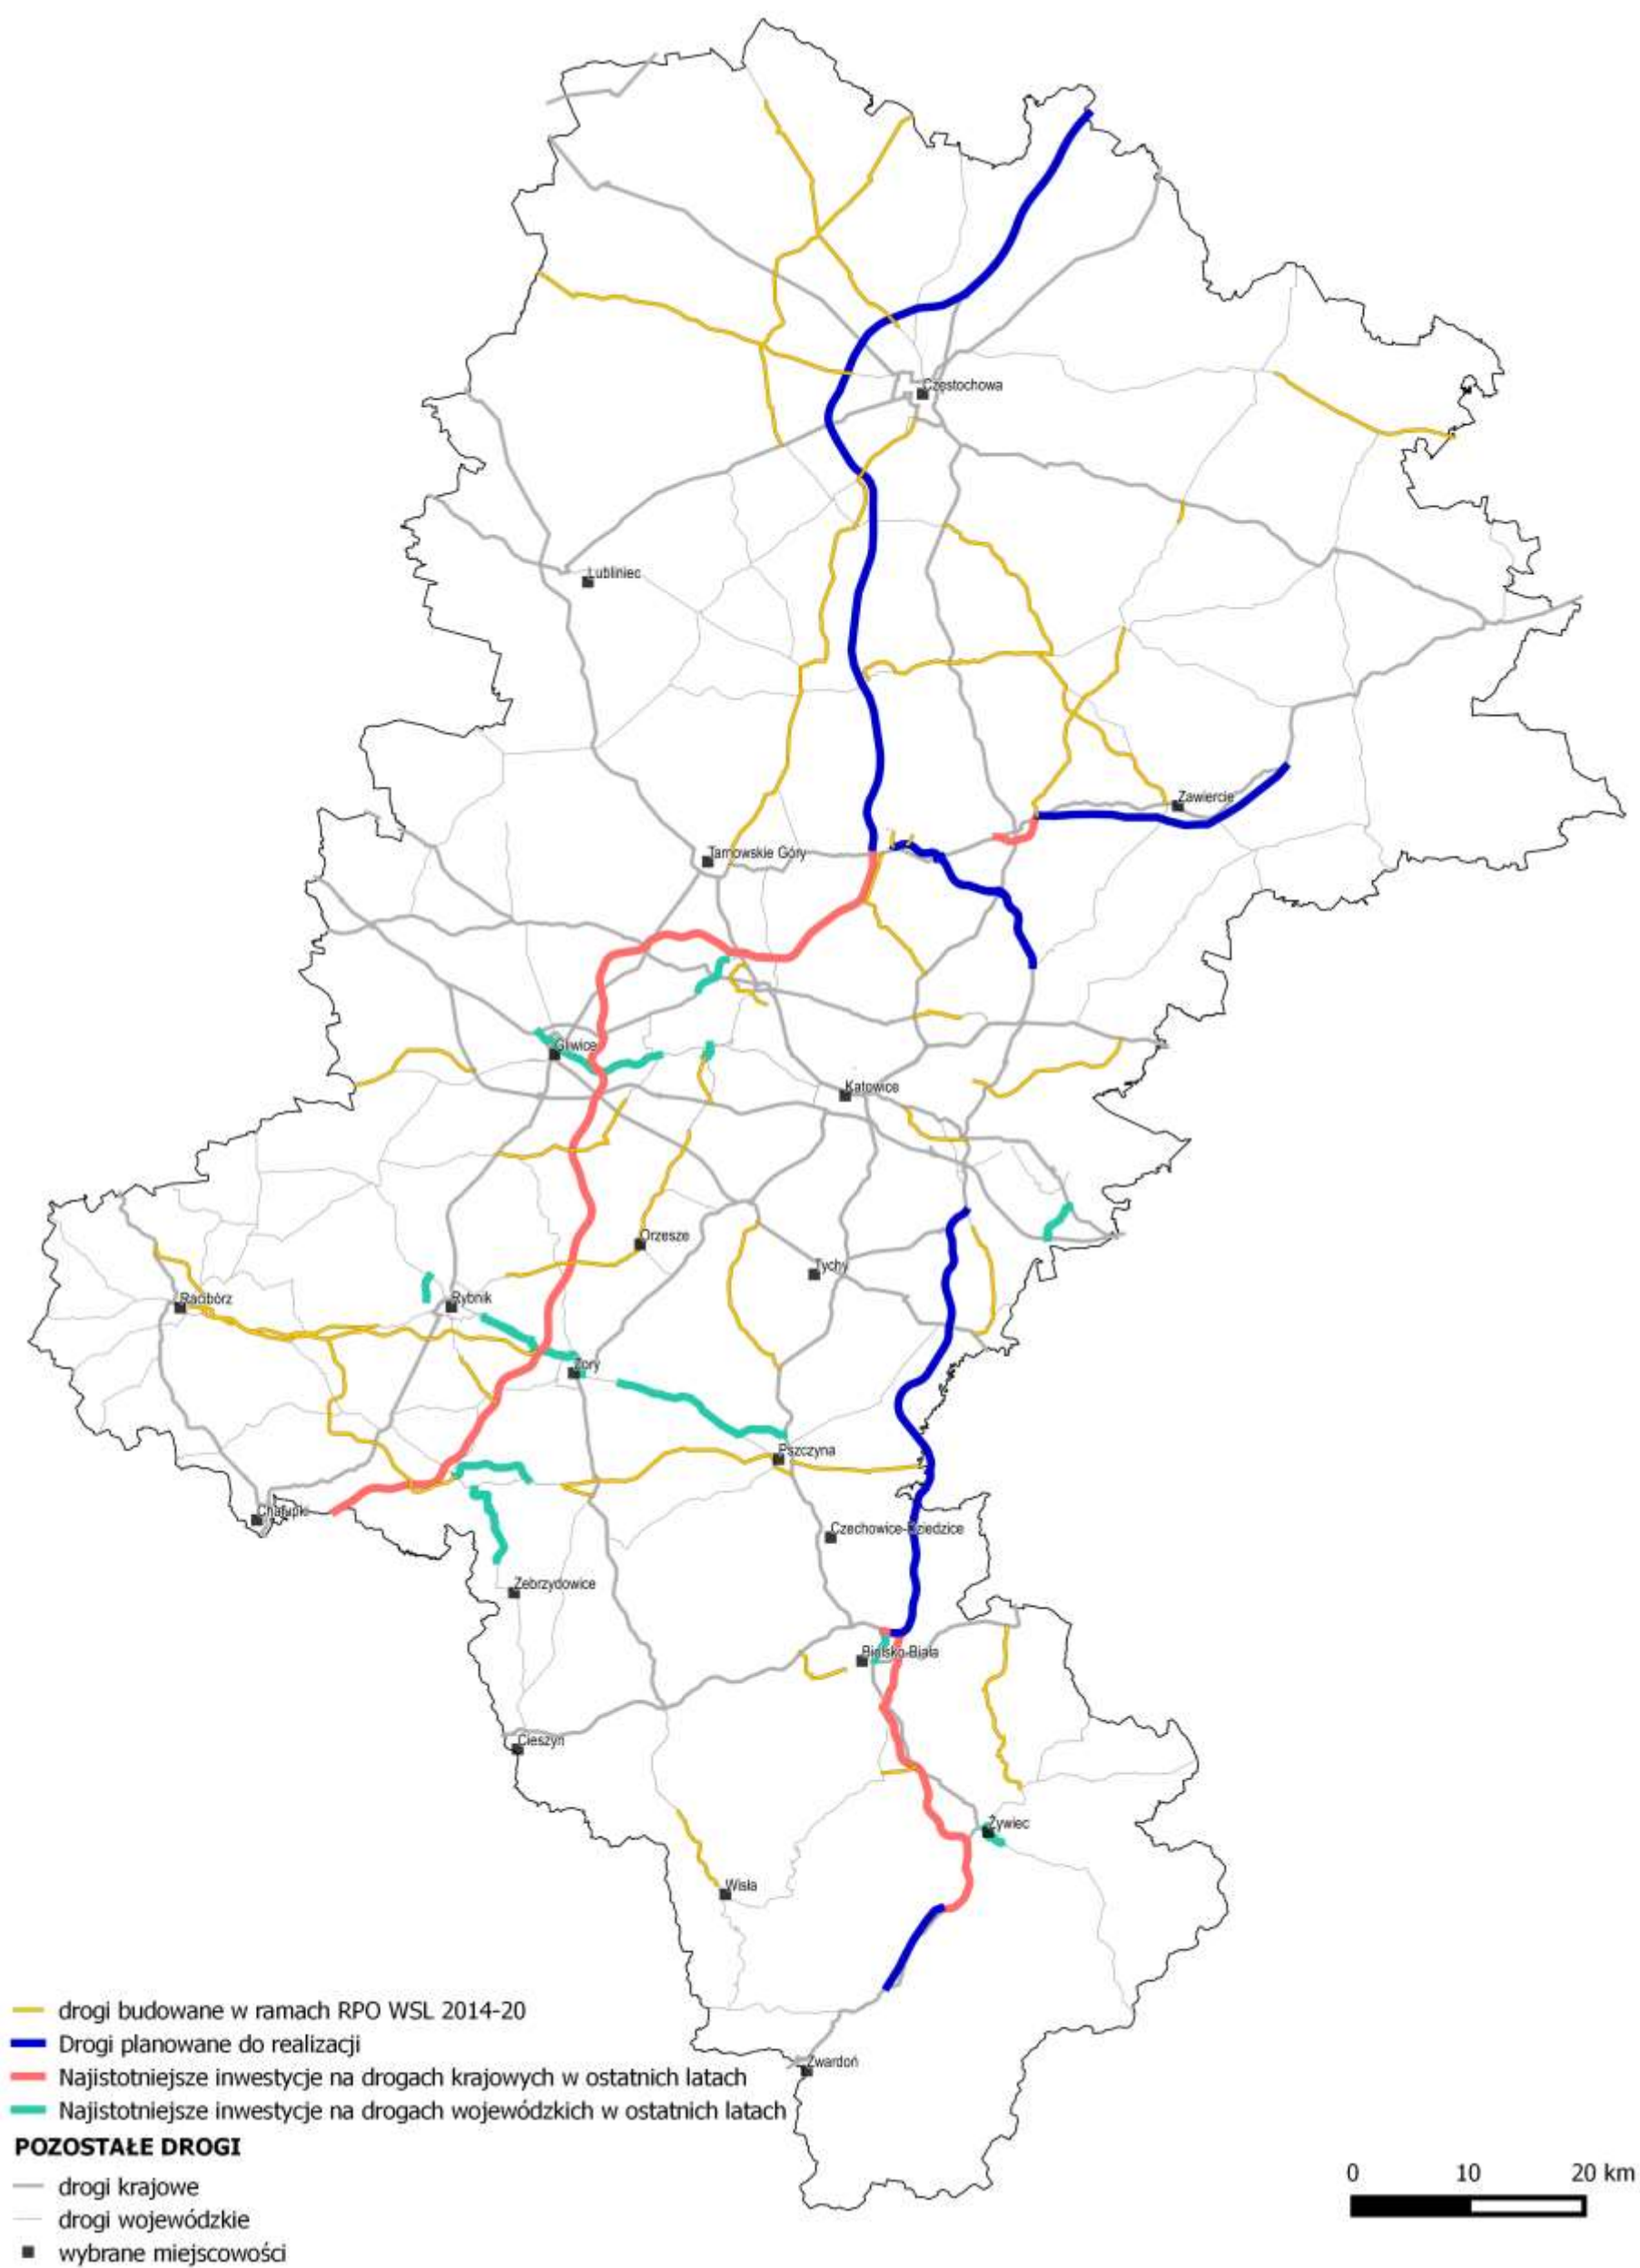 Częstochowa
Lubliniec
Zawiercie
Tarnowskie Góry
Gliwice
Katowice
Orzesze
Tychy
Racibórz
Rybnik
Żory
Pszczyna
Chałupki
Czechowice-Dziedzice
Zebrzydowice
Bielsko-Biała
Cieszyn
Żywiec
Wisła
Zwardoń
drogi budowane w ramach RPO WSL 2014-20
Drogi planowane do realizacji
Najistotniejsze inwestycje na drogach krajowych w ostatnich latach
Najistotniejsze inwestycje na drogach wojewódzkich w ostatnich latach
POZOSTAŁE DROGI
drogi krajowe
drogi wojewódzkie
wybrane miejscowości
0 10 20 km